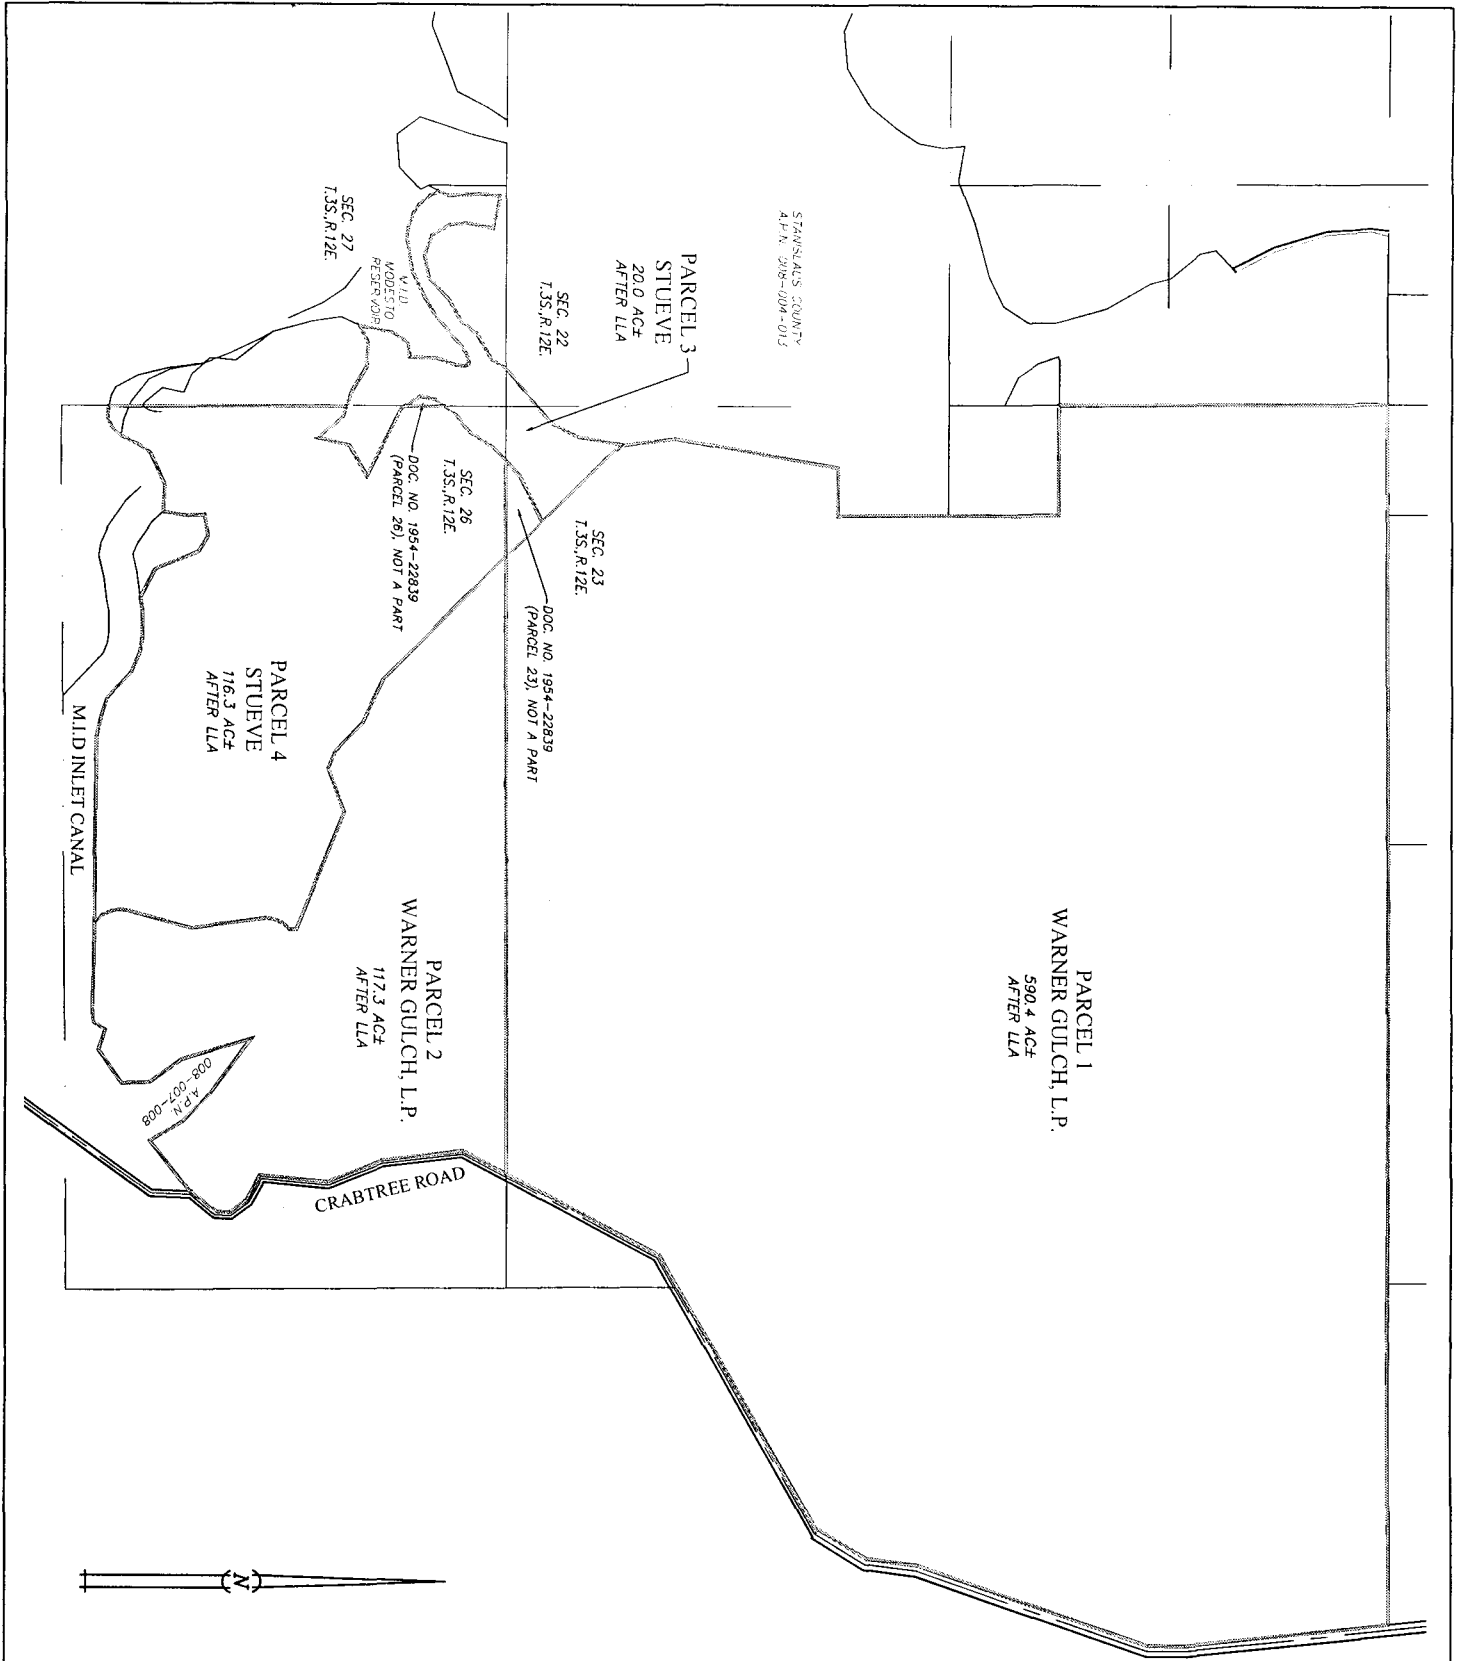 PARCEL 1
WARNER GULCH, L.P.
590.4 AC±
AFTER LLA
STANISLAUS COUNTY
A.P.N. 008-004-013
PARCEL 3
STUEVE
20.0 AC±
AFTER LLA
SEC. 22
T.3S.,R.12E.
SEC. 23
T.3S.,R.12E.
DOC. NO. 1954-22839
(PARCEL 23), NOT A PART
SEC. 26
T.3S.,R.12E.
DOC. NO. 1954-22839
(PARCEL 26), NOT A PART
M.I.D
MODESTO
RESERVOIR
SEC. 27
T.3S.,R.12E.
PARCEL 4
STUEVE
116.3 AC±
AFTER LLA
M.I.D INLET CANAL
PARCEL 2
WARNER GULCH, L.P.
117.3 AC±
AFTER LLA
A.P.N.
008-007-008
CRABTREE ROAD
N